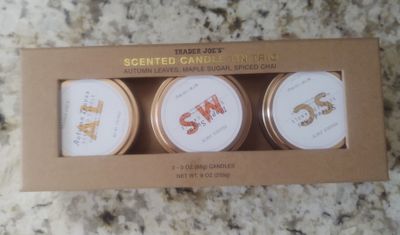 TRADER JOE'S
SCENTED CANDLE TIN TRIO
AUTUMN LEAVES, MAPLE SUGAR, SPICED CHAI
AL
MS
SC
3 - 3 OZ (85g) CANDLES
NET WT. 9 OZ (255g)